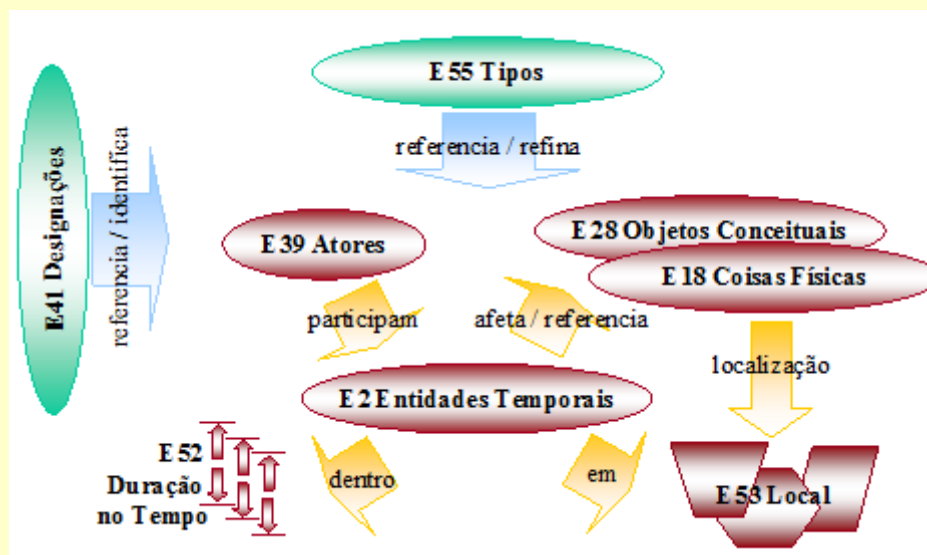 E55 Tipos
referencia / refina
E41 Designações
referencia / identifica
E39 Atores
E28 Objetos Conceituais
E18 Coisas Físicas
participam
afeta / referencia
localização
E2 Entidades Temporais
E52
Duração
no Tempo
dentro
em
E53 Local